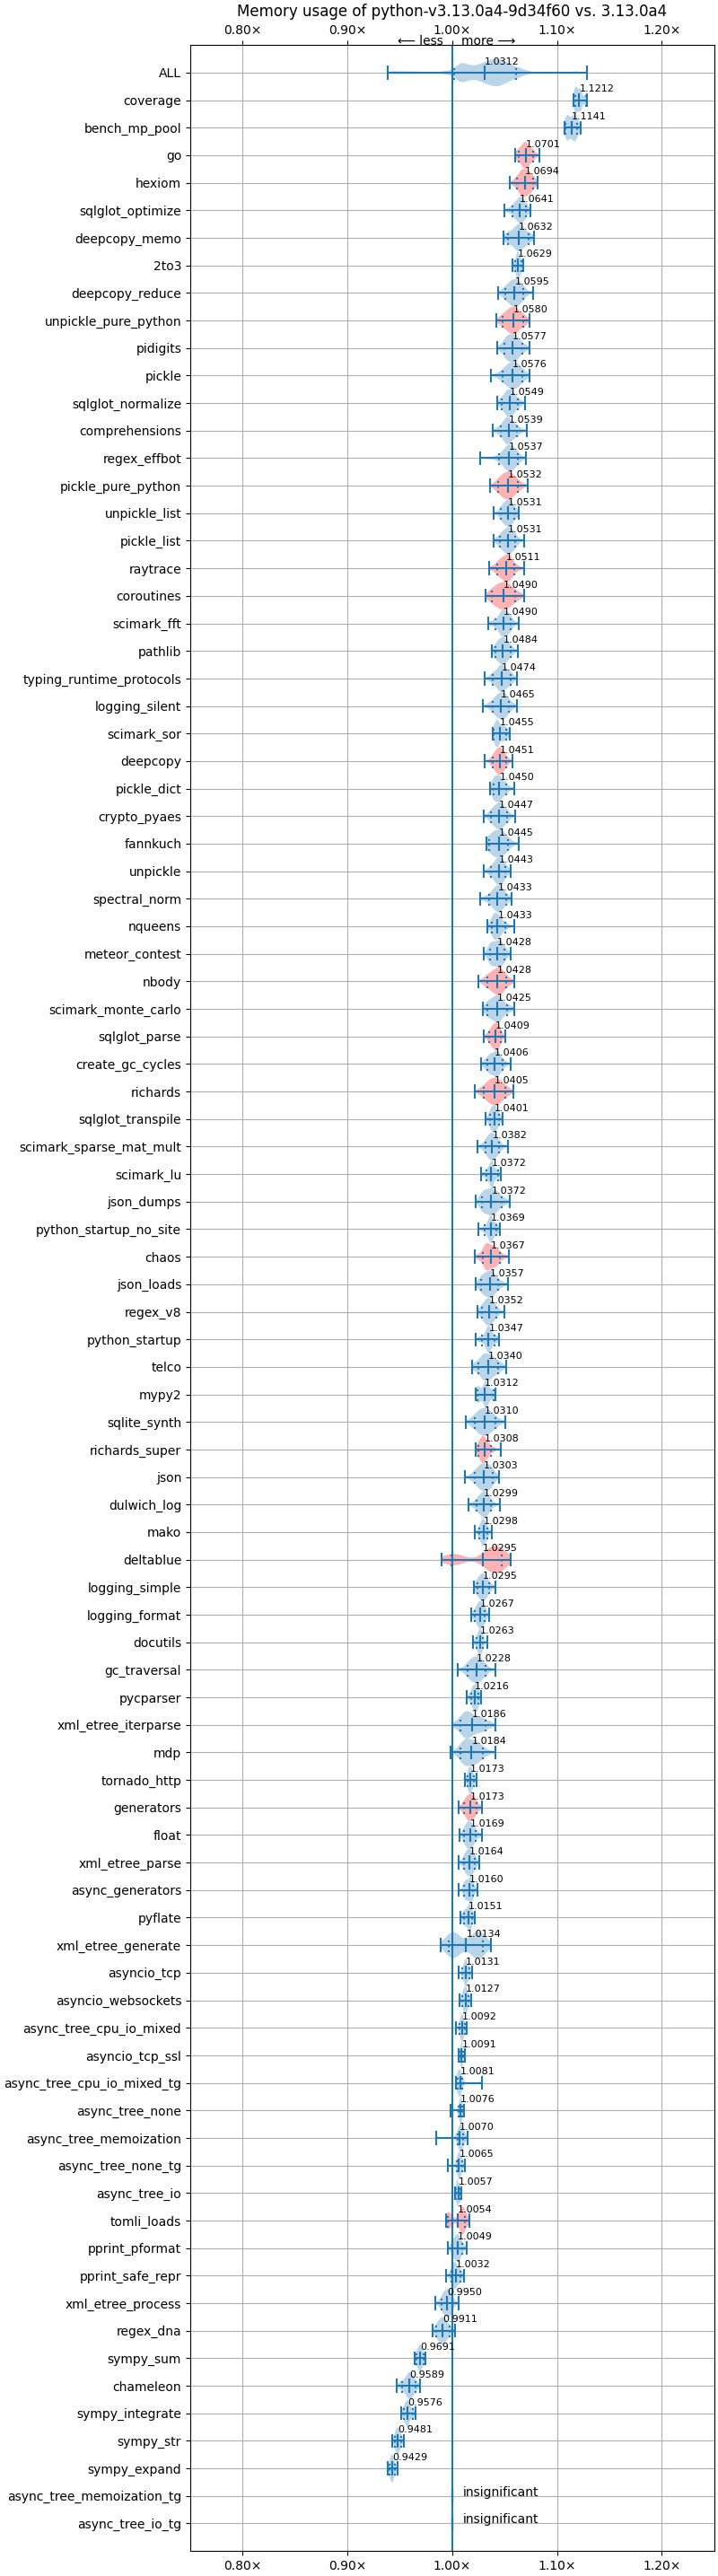 Memory usage of python-v3.13.0a4-9d34f60 vs. 3.13.0a4
0.80× 0.90× 1.00× 1.10× 1.20×
⟵ less more ⟶
ALL 1.0312
coverage 1.1212
bench_mp_pool 1.1141
go 1.0701
hexiom 1.0694
sqlglot_optimize 1.0641
deepcopy_memo 1.0632
2to3 1.0629
deepcopy_reduce 1.0595
unpickle_pure_python 1.0580
pidigits 1.0577
pickle 1.0576
sqlglot_normalize 1.0549
comprehensions 1.0539
regex_effbot 1.0537
pickle_pure_python 1.0532
unpickle_list 1.0531
pickle_list 1.0531
raytrace 1.0511
coroutines 1.0490
scimark_fft 1.0490
pathlib 1.0484
typing_runtime_protocols 1.0474
logging_silent 1.0465
scimark_sor 1.0455
deepcopy 1.0451
pickle_dict 1.0450
crypto_pyaes 1.0447
fannkuch 1.0445
unpickle 1.0443
spectral_norm 1.0433
nqueens 1.0433
meteor_contest 1.0428
nbody 1.0428
scimark_monte_carlo 1.0425
sqlglot_parse 1.0409
create_gc_cycles 1.0406
richards 1.0405
sqlglot_transpile 1.0401
scimark_sparse_mat_mult 1.0382
scimark_lu 1.0372
json_dumps 1.0372
python_startup_no_site 1.0369
chaos 1.0367
json_loads 1.0357
regex_v8 1.0352
python_startup 1.0347
telco 1.0340
mypy2 1.0312
sqlite_synth 1.0310
richards_super 1.0308
json 1.0303
dulwich_log 1.0299
mako 1.0298
deltablue 1.0295
logging_simple 1.0295
logging_format 1.0267
docutils 1.0263
gc_traversal 1.0228
pycparser 1.0216
xml_etree_iterparse 1.0186
mdp 1.0184
tornado_http 1.0173
generators 1.0173
float 1.0169
xml_etree_parse 1.0164
async_generators 1.0160
pyflate 1.0151
xml_etree_generate 1.0134
asyncio_tcp 1.0131
asyncio_websockets 1.0127
async_tree_cpu_io_mixed 1.0092
asyncio_tcp_ssl 1.0091
async_tree_cpu_io_mixed_tg 1.0081
async_tree_none 1.0076
async_tree_memoization 1.0070
async_tree_none_tg 1.0065
async_tree_io 1.0057
tomli_loads 1.0054
pprint_pformat 1.0049
pprint_safe_repr 1.0032
xml_etree_process 0.9950
regex_dna 0.9911
sympy_sum 0.9691
chameleon 0.9589
sympy_integrate 0.9576
sympy_str 0.9481
sympy_expand 0.9429
async_tree_memoization_tg insignificant
async_tree_io_tg insignificant
0.80× 0.90× 1.00× 1.10× 1.20×